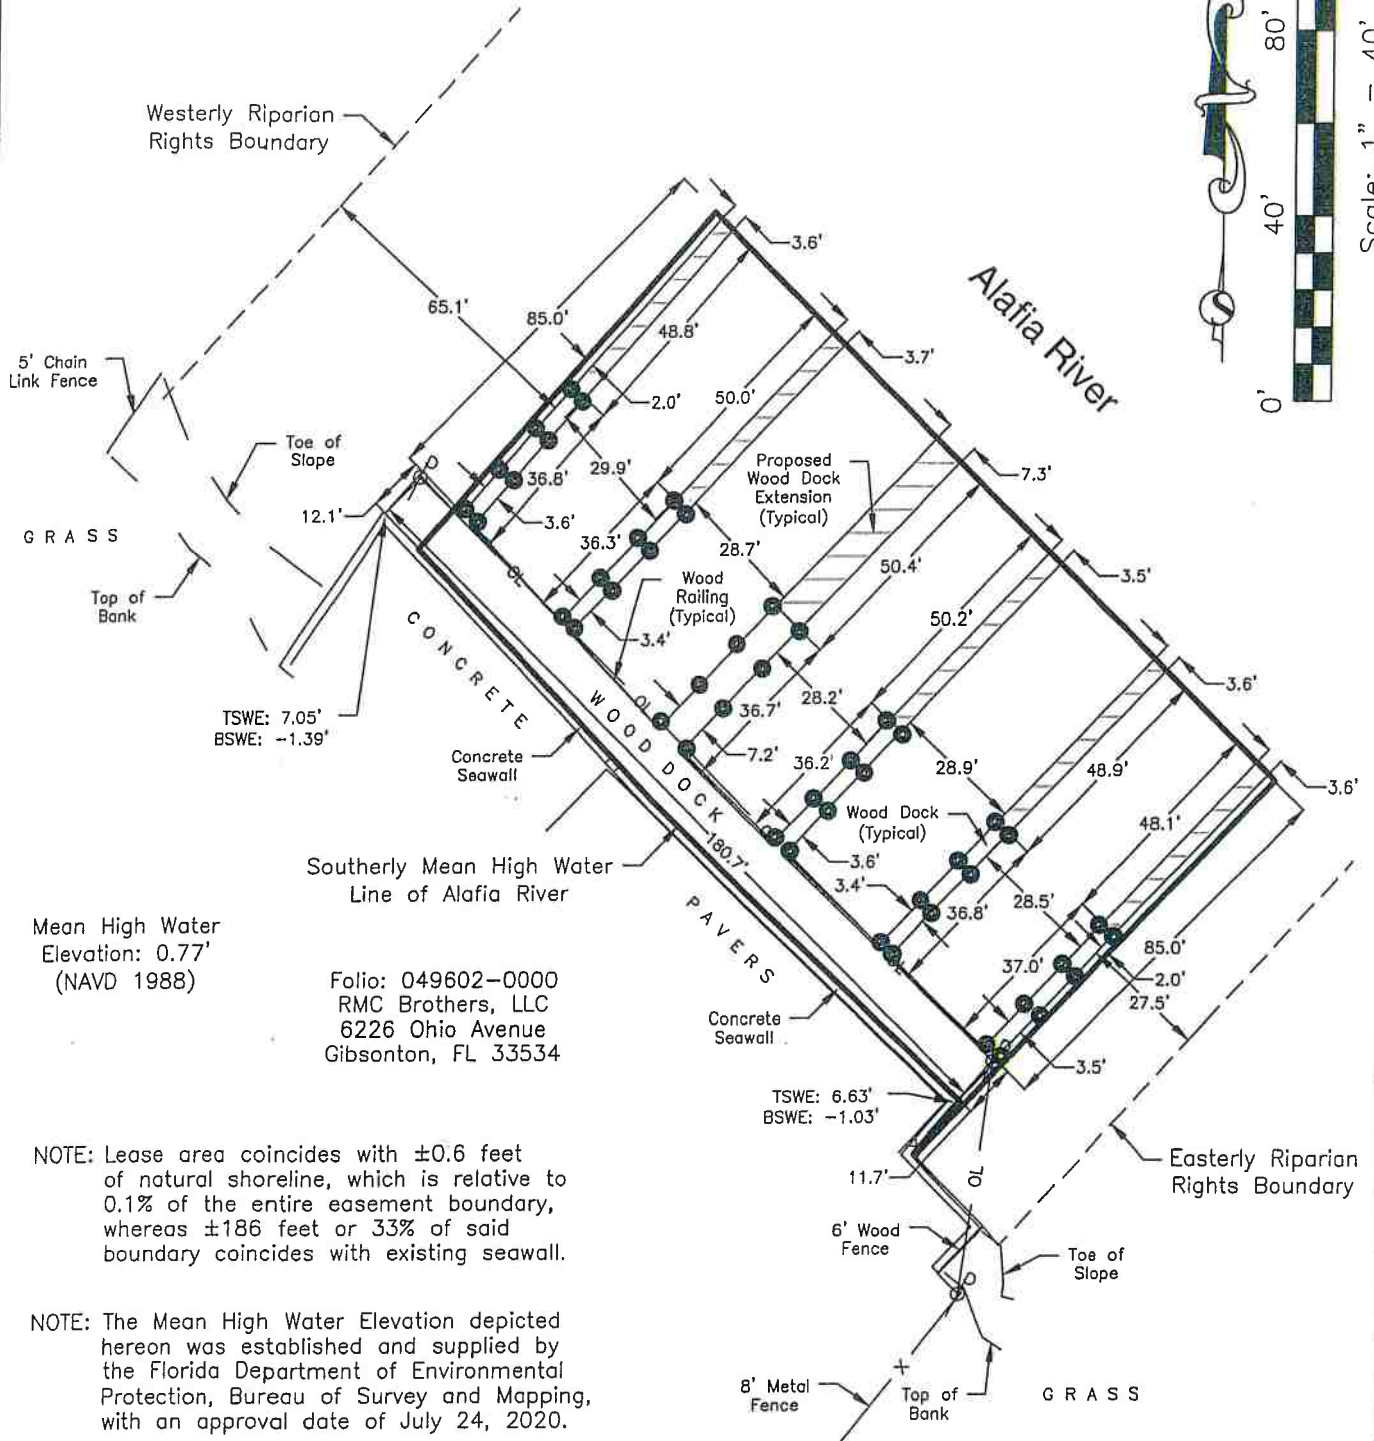 Westerly Riparian
Rights Boundary
80'
40'
0'
Scale: 1" = 40'
Alafia River
3.6'
65.1'
85.0'
48.8'
3.7'
5' Chain
Link Fence
2.0'
50.0'
Toe of
Slope
Proposed
Wood Dock
Extension
(Typical)
7.3'
36.8'
29.9'
12.1'
3.6'
GRASS
36.3'
28.7'
50.4'
3.5'
OL
Wood
Railing
(Typical)
Top of
Bank
50.2'
3.4'
CONCRETE
28.2'
3.6'
WOOD DOCK
OL
36.7'
TSWE: 7.05'
BSWE: -1.39'
7.2'
36.2'
28.9'
48.9'
Concrete
Seawall
3.6'
Wood Dock
(Typical)
48.1'
180.7'
3.6'
Southerly Mean High Water
Line of Alafia River
3.4'
28.5'
36.8'
PAVERS
Mean High Water
Elevation: 0.77'
(NAVD 1988)
85.0'
37.0'
2.0'
27.5'
Folio: 049602-0000
RMC Brothers, LLC
6226 Ohio Avenue
Gibsonton, FL 33534
Concrete
Seawall
3.5'
TSWE: 6.63'
BSWE: -1.03'
NOTE: Lease area coincides with ±0.6 feet
of natural shoreline, which is relative to
0.1% of the entire easement boundary,
whereas ±186 feet or 33% of said
boundary coincides with existing seawall.
11.7'
OL
Easterly Riparian
Rights Boundary
6' Wood
Fence
Toe of
Slope
NOTE: The Mean High Water Elevation depicted
hereon was established and supplied by
the Florida Department of Environmental
Protection, Bureau of Survey and Mapping,
with an approval date of July 24, 2020.
X
8' Metal
Fence
Top of
Bank
GRASS